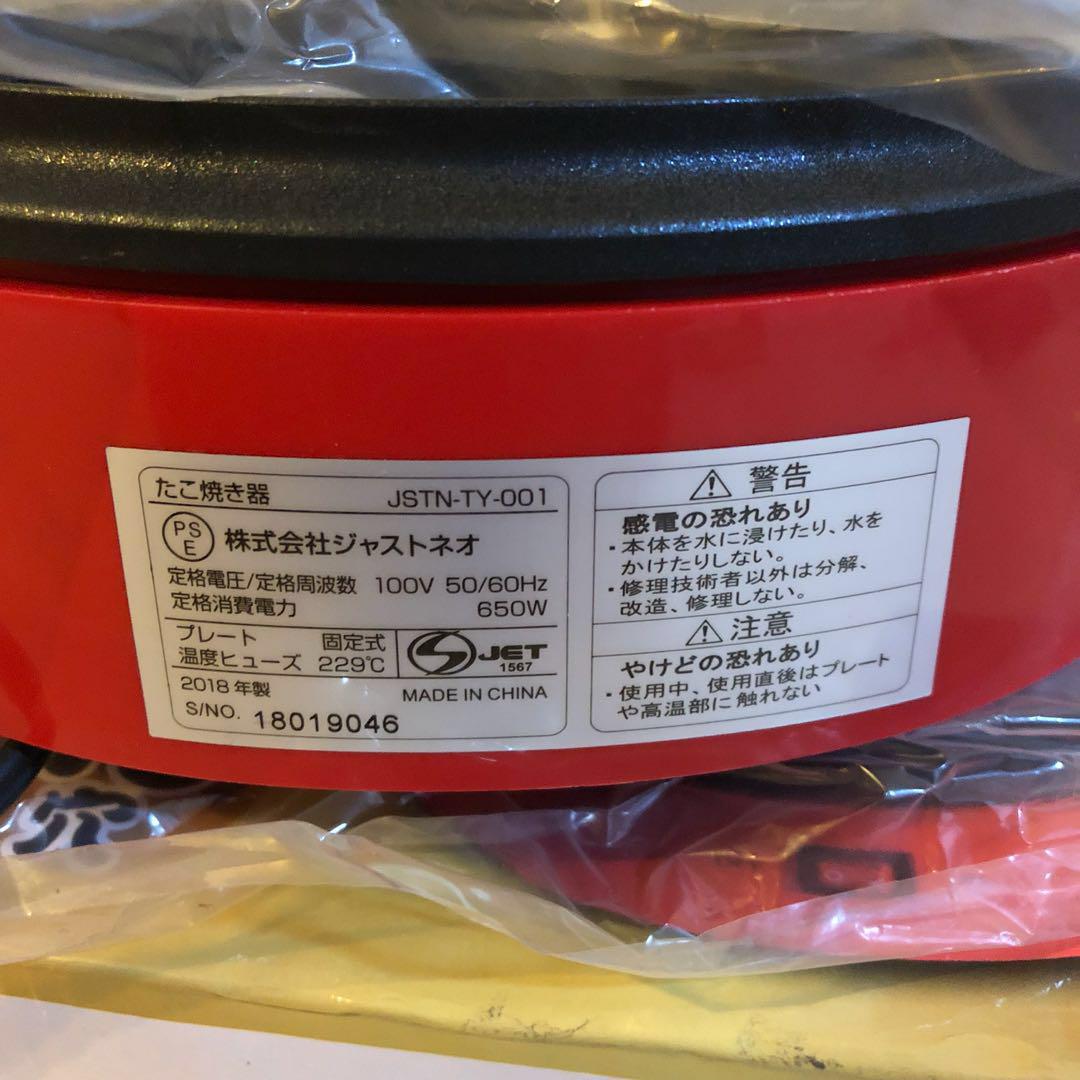 たこ焼き器 JSTN-TY-001
PS
E
株式会社ジャストネオ
定格電圧/定格周波数 100V 50/60Hz
定格消費電力 650W
プレート 固定式
温度ヒューズ 229℃
JET
1567
2018年製 MADE IN CHINA
S/NO. 18019046
警告
感電の恐れあり
・本体を水に浸けたり、水を
かけたりしない。
・修理技術者以外は分解、
改造、修理しない。
注意
やけどの恐れあり
・使用中、使用直後はプレート
や高温部に触れない